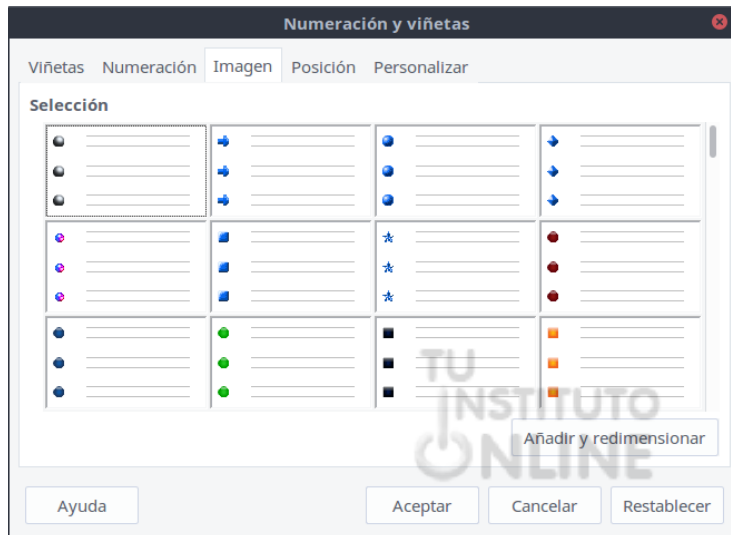 Numeración y viñetas
Viñetas Numeración Imagen Posición Personalizar
Selección
TU
INSTITUTO
ONLINE
Añadir y redimensionar
Ayuda Aceptar Cancelar Restablecer